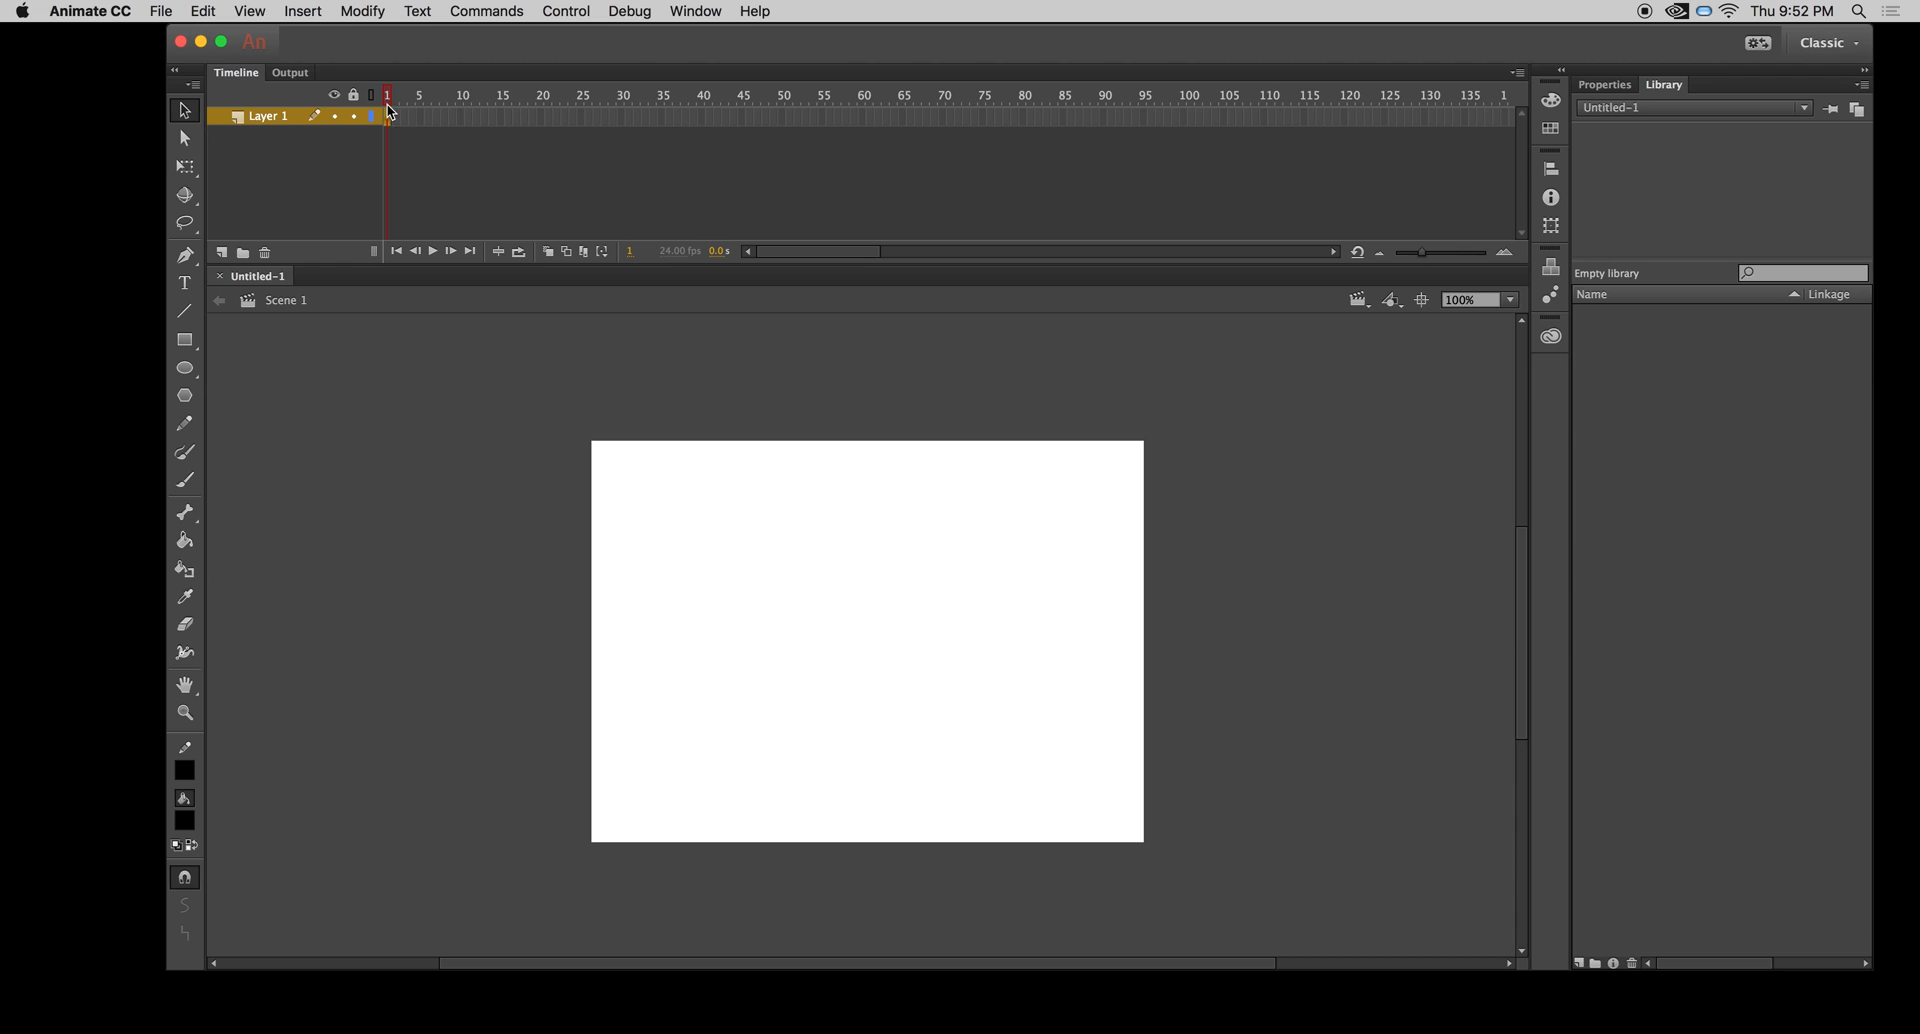 Animate CC File Edit View Insert Modify Text Commands Control Debug Window Help Thu 9:52 PM
An Classic
Timeline Output
Properties Library
1 5 10 15 20 25 30 35 40 45 50 55 60 65 70 75 80 85 90 95 100 105 110 115 120 125 130 135 1
Untitled-1
Layer 1
1 24.00 fps 0.0 s
Untitled-1
Empty library
Scene 1 100%
Name Linkage
T